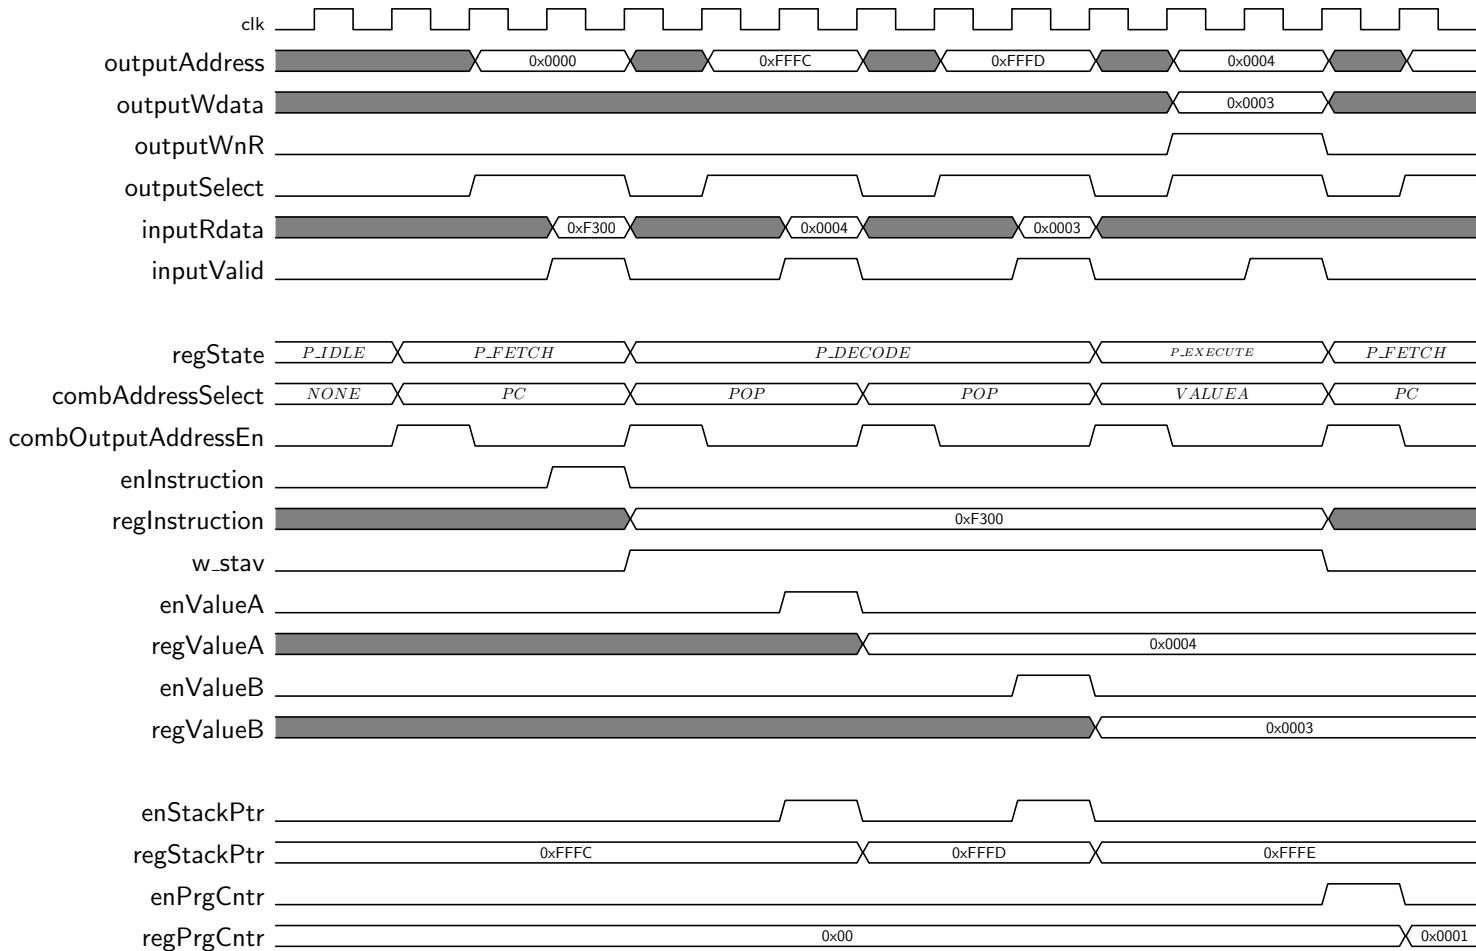 clk
outputAddress 0x0000 0xFFFC 0xFFFD 0x0004
outputWdata 0x0003
outputWnR
outputSelect
inputRdata 0xF300 0x0004 0x0003
inputValid
regState P_IDLE P_FETCH P_DECODE P_EXECUTE P_FETCH
combAddressSelect NONE PC POP POP VALUEA PC
combOutputAddressEn
enInstruction
regInstruction 0xF300
w_stav
enValueA
regValueA 0x0004
enValueB
regValueB 0x0003
enStackPtr
regStackPtr 0xFFFC 0xFFFD 0xFFFE
enPrgCntr
regPrgCntr 0x00 0x0001